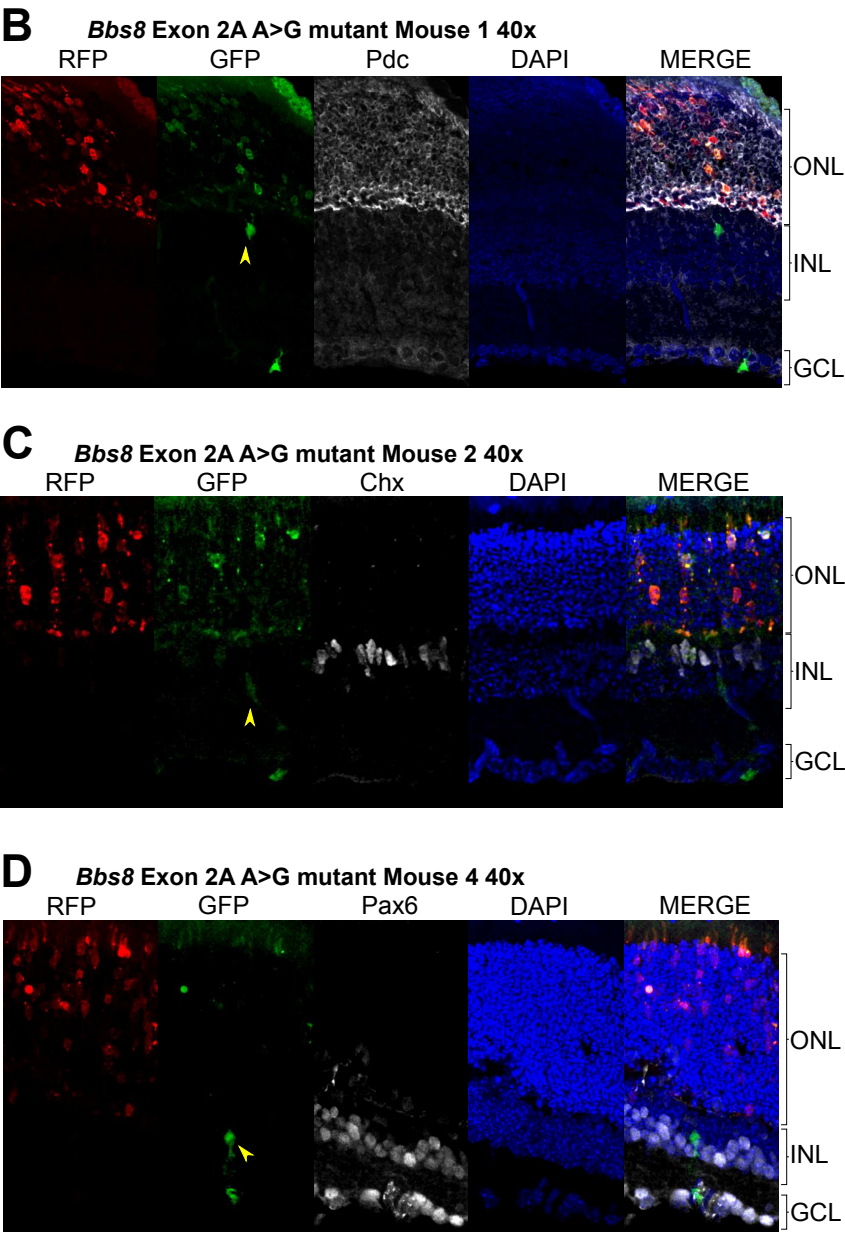 B
Bbs8 Exon 2A A>G mutant Mouse 1 40x
RFP GFP Pdc DAPI MERGE
ONL
INL
GCL
C
Bbs8 Exon 2A A>G mutant Mouse 2 40x
RFP GFP Chx DAPI MERGE
ONL
INL
GCL
D
Bbs8 Exon 2A A>G mutant Mouse 4 40x
RFP GFP Pax6 DAPI MERGE
ONL
INL
GCL